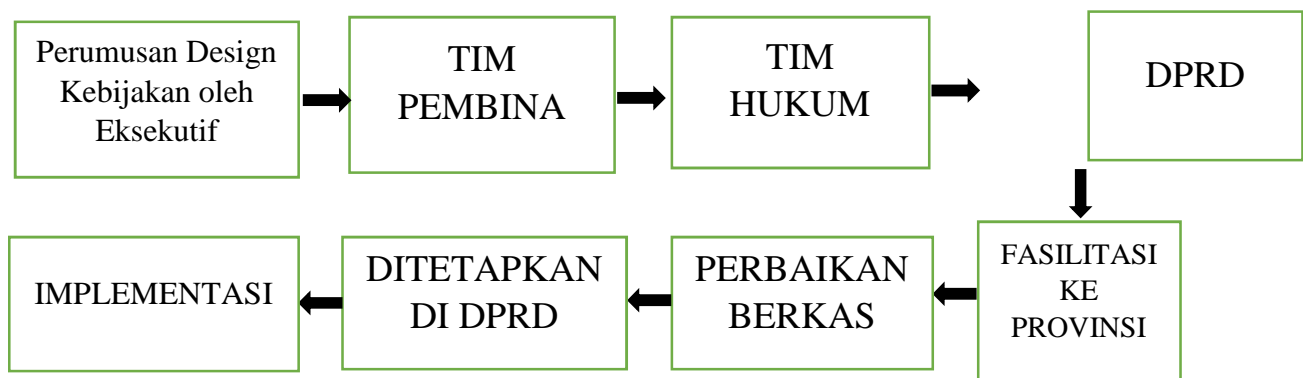 Perumusan Design
Kebijakan oleh
Eksekutif
TIM
PEMBINA
TIM
HUKUM
DPRD
FASILITASI
KE
PROVINSI
PERBAIKAN
BERKAS
DITETAPKAN
DI DPRD
IMPLEMENTASI